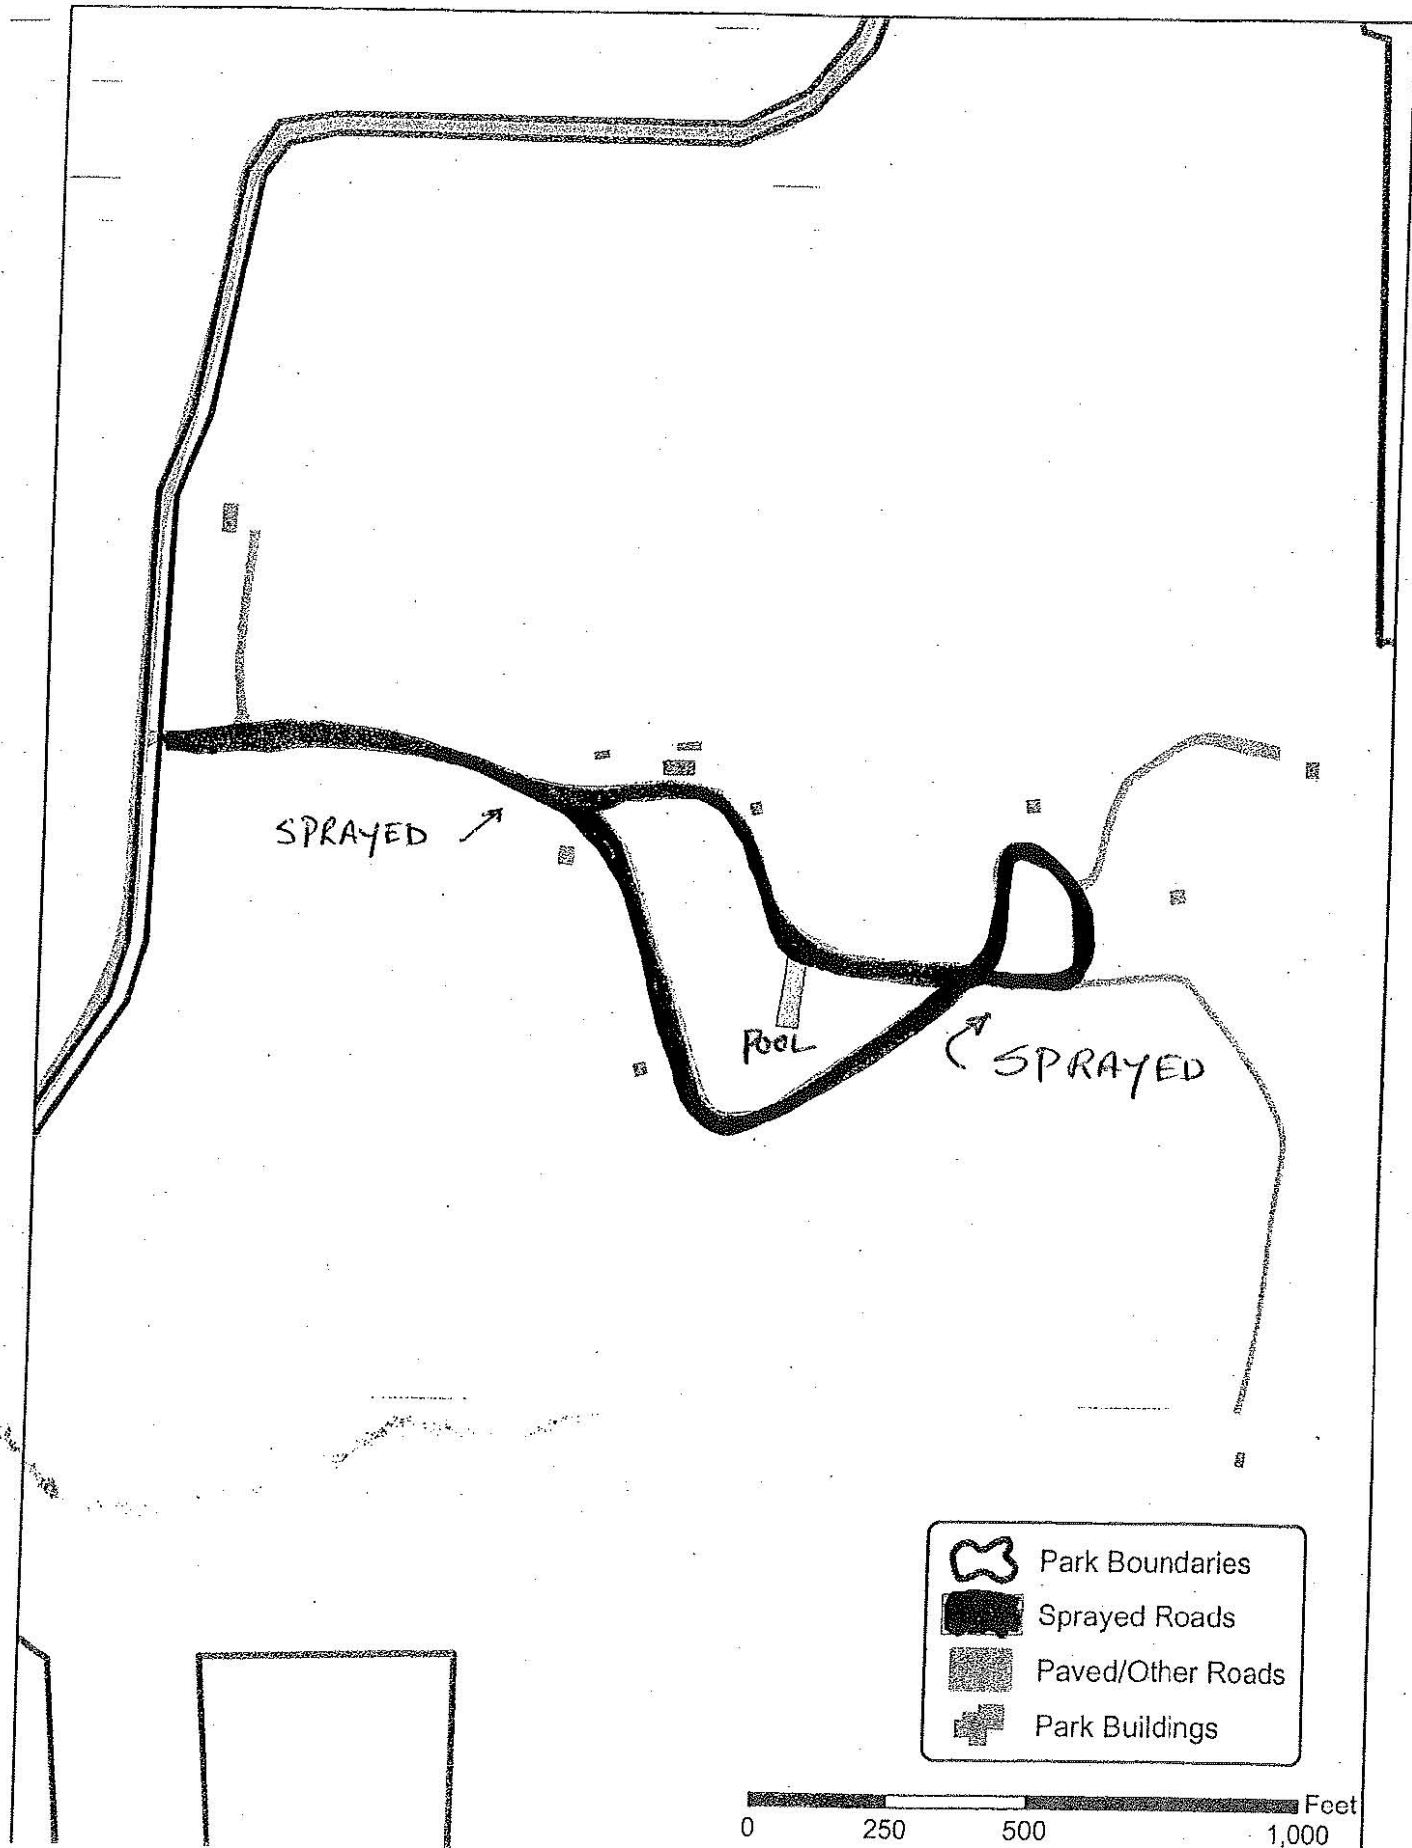 SPRAYED
POOL
SPRAYED
Park Boundaries
Sprayed Roads
Paved/Other Roads
Park Buildings
Feet
0 250 500 1,000